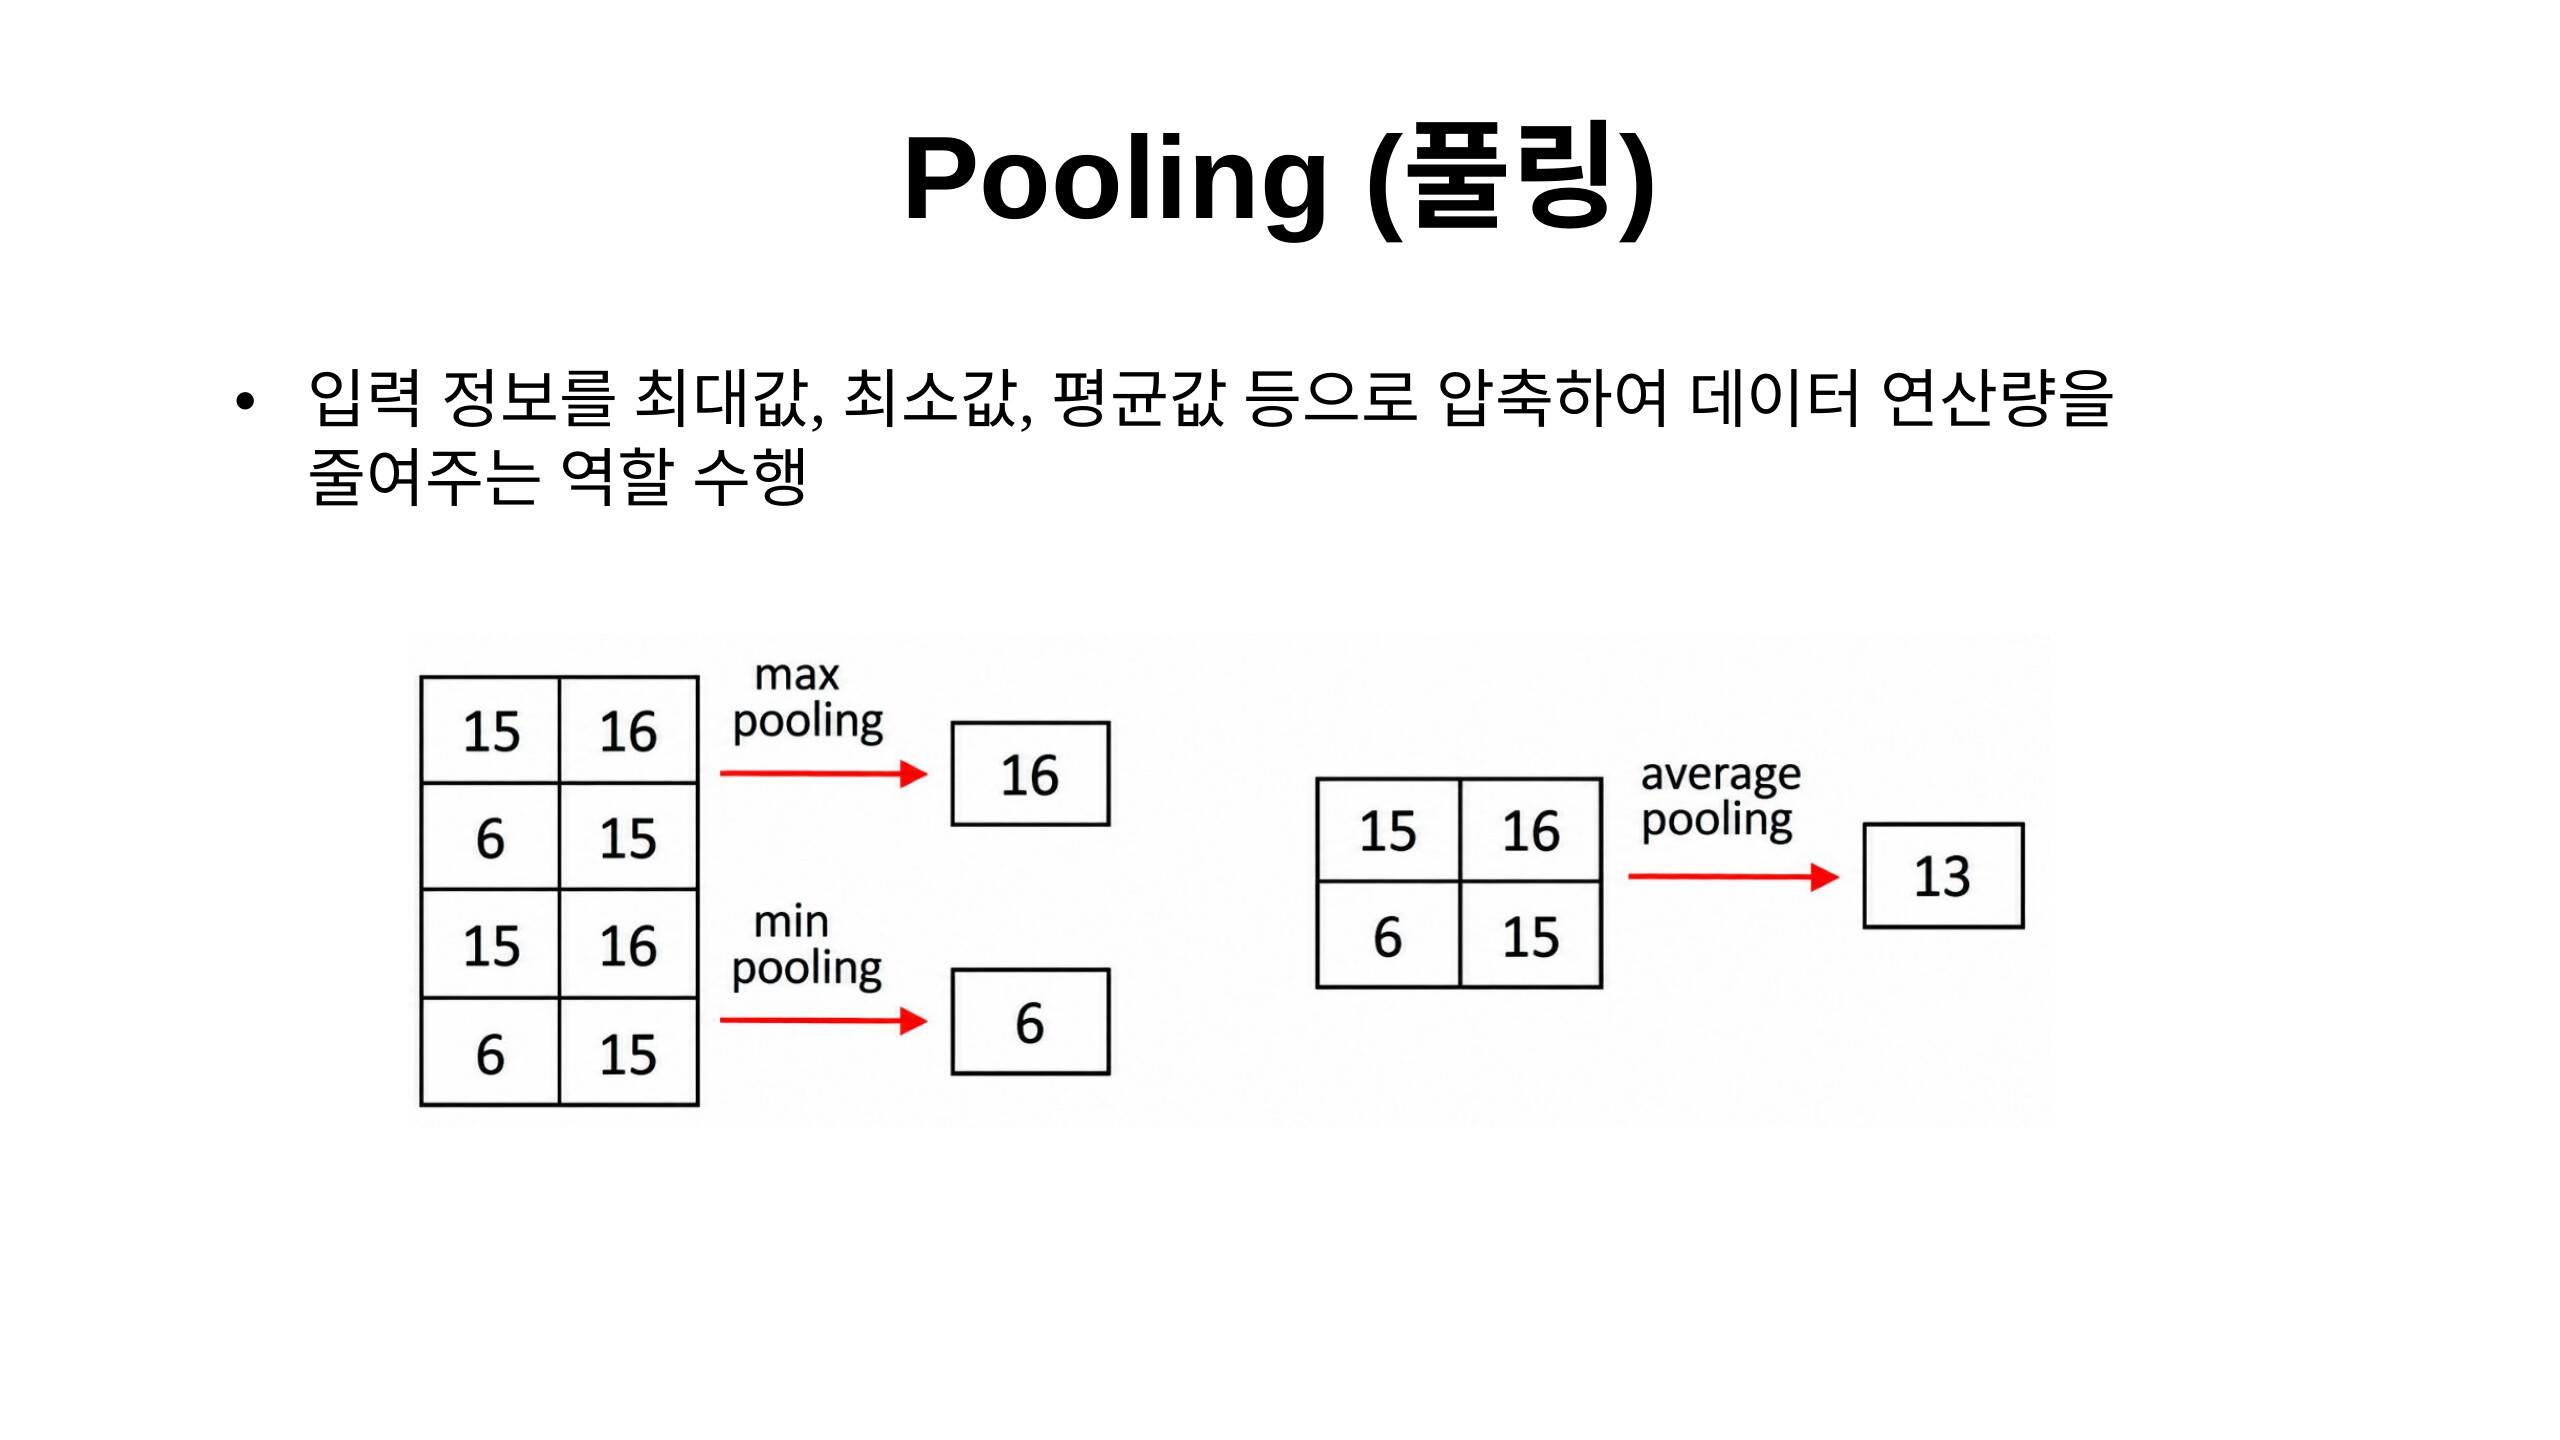 Pooling (풀링)
• 입력 정보를 최대값, 최소값, 평균값 등으로 압축하여 데이터 연산량을
줄여주는 역할 수행
15 16
6 15
15 16
6 15
max
pooling
16
min
pooling
6
15 16
6 15
average
pooling
13